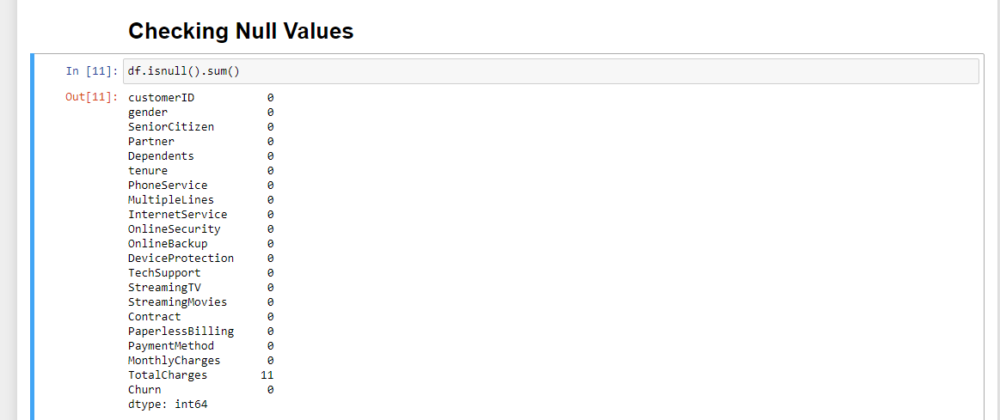 Checking Null Values
In [11]: df.isnull().sum()
Out[11]: customerID 0
gender 0
SeniorCitizen 0
Partner 0
Dependents 0
tenure 0
PhoneService 0
MultipleLines 0
InternetService 0
OnlineSecurity 0
OnlineBackup 0
DeviceProtection 0
TechSupport 0
StreamingTV 0
StreamingMovies 0
Contract 0
PaperlessBilling 0
PaymentMethod 0
MonthlyCharges 0
TotalCharges 11
Churn 0
dtype: int64